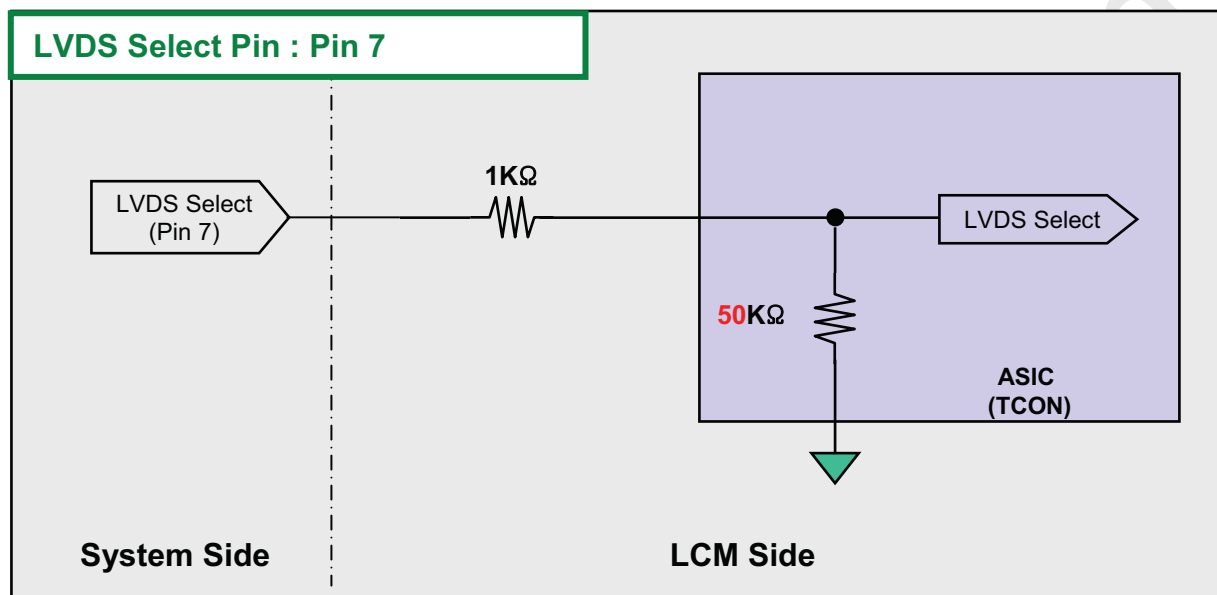 LVDS Select Pin : Pin 7
1KΩ
LVDS Select
(Pin 7)
LVDS Select
50KΩ
ASIC
(TCON)
System Side
LCM Side